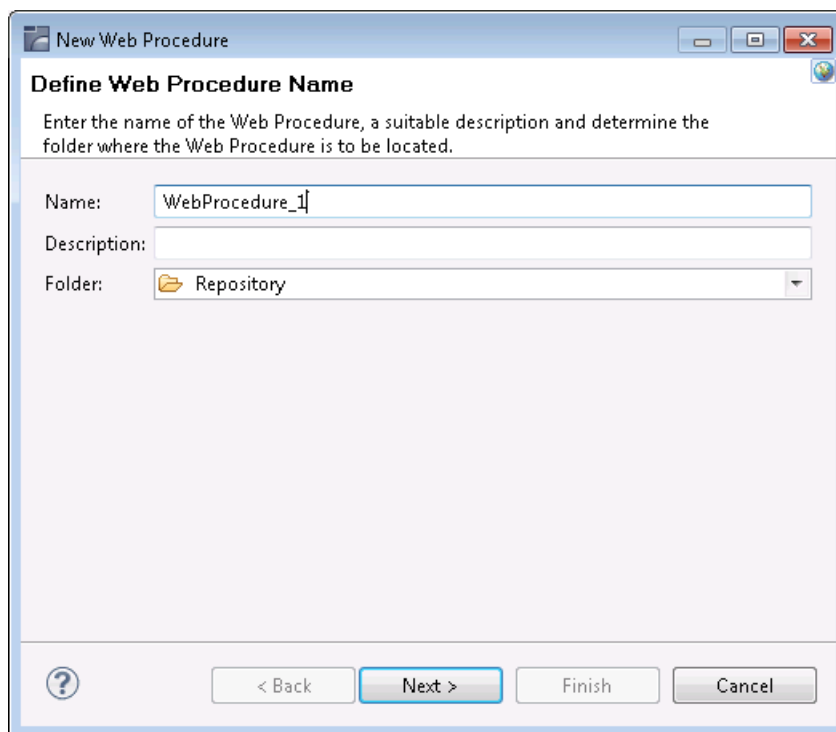 New Web Procedure
Define Web Procedure Name
Enter the name of the Web Procedure, a suitable description and determine the
folder where the Web Procedure is to be located.
Name: WebProcedure_1
Description:
Folder: Repository
? < Back Next > Finish Cancel